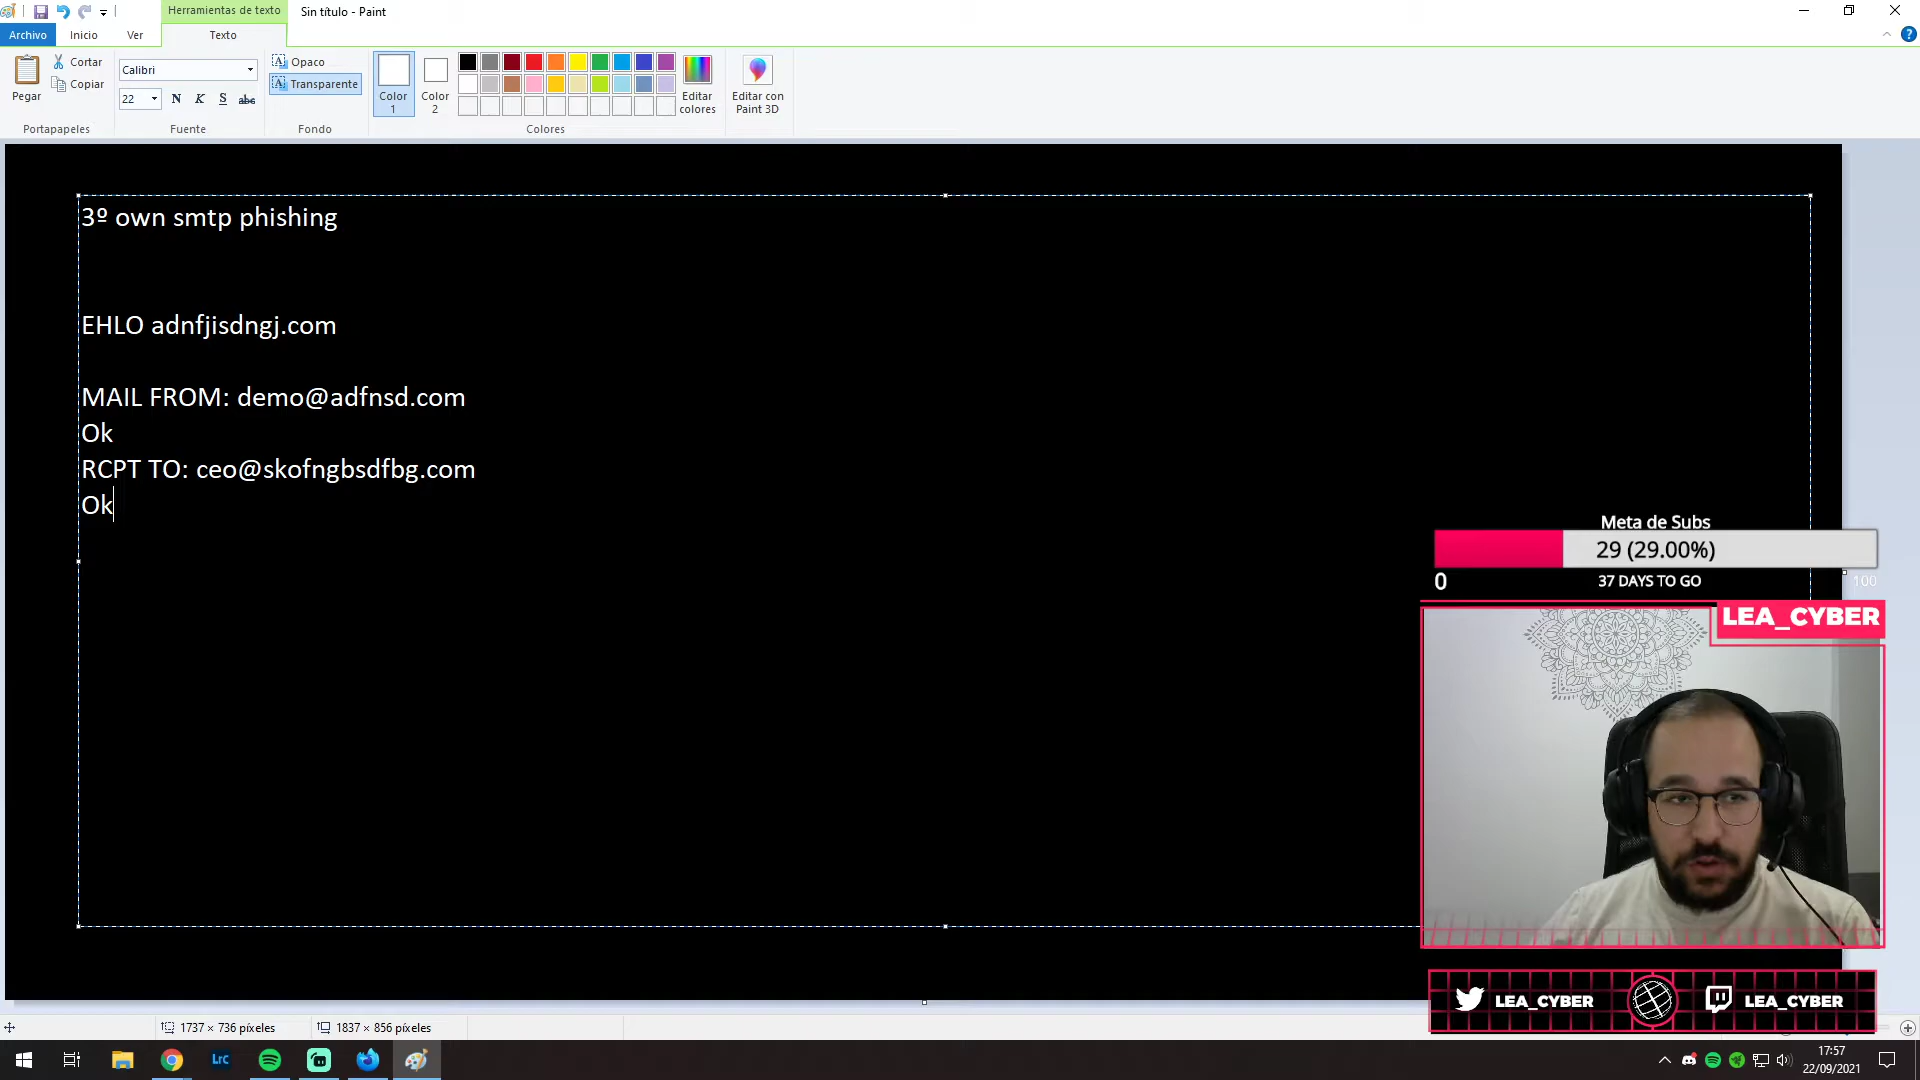 Herramientas de texto
Sin título - Paint
Archivo
Inicio
Ver
Texto
Pegar
Cortar
Copiar
Portapapeles
Calibri
22
N K S abc
Fuente
Opaco
Transparente
Fondo
Color 1
Color 2
Editar colores
Editar con Paint 3D
Colores
3º own smtp phishing
EHLO adnfjisdngj.com
MAIL FROM: demo@adfnsd.com
Ok
RCPT TO: ceo@skofngbsdfbg.com
Ok
Meta de Subs
29 (29.00%)
0
37 DAYS TO GO
100
LEA_CYBER
LEA_CYBER
LEA_CYBER
1737 × 736 píxeles
1837 × 856 píxeles
Lrc
17:57
22/09/2021